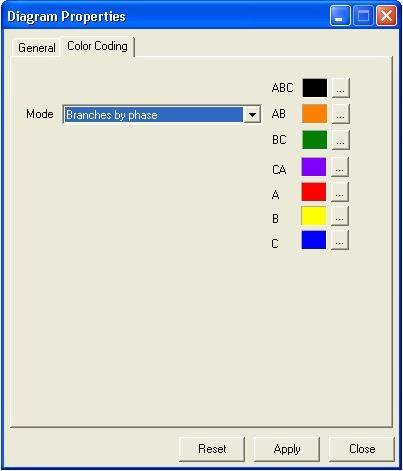 Diagram Properties
General Color Coding
ABC ...
Mode Branches by phase AB ...
BC ...
CA ...
A ...
B ...
C ...
Reset Apply Close